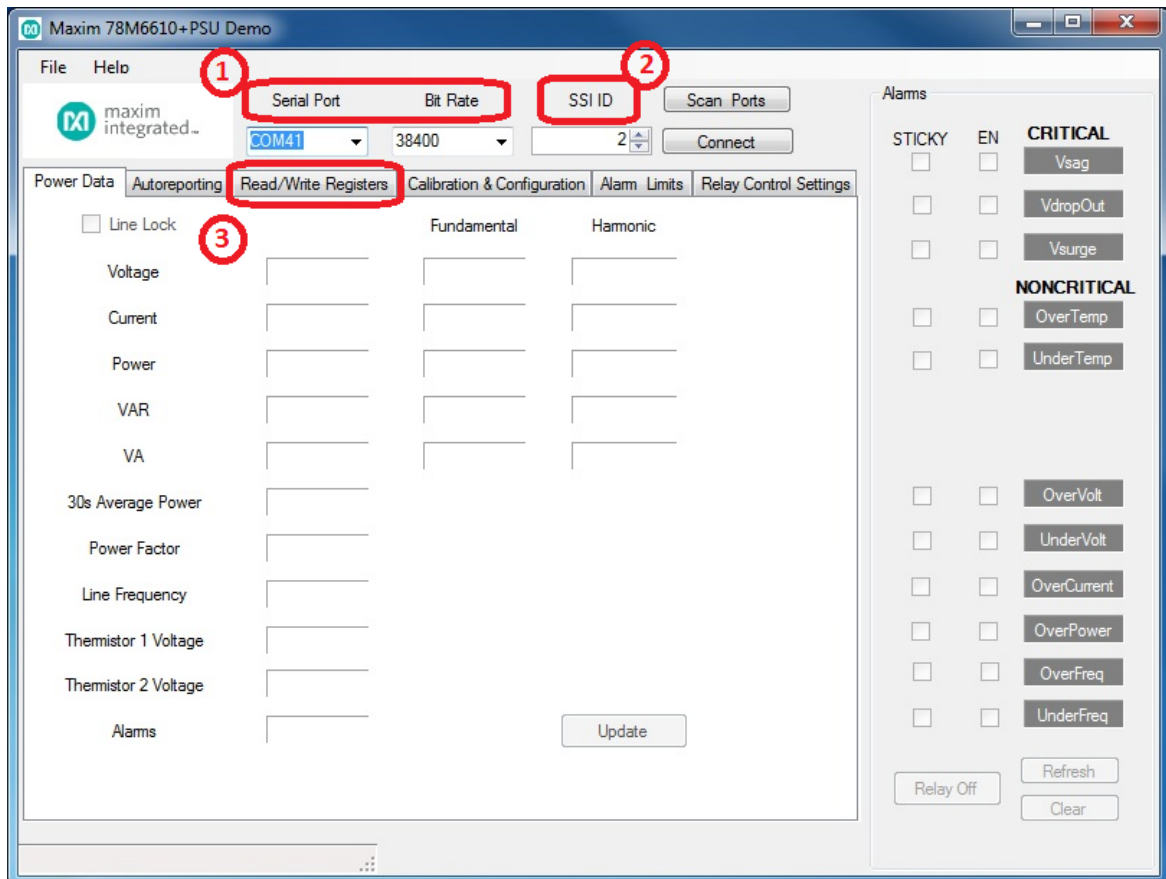 Maxim 78M6610+PSU Demo
File Help
1
2
maxim
integrated™
Serial Port Bit Rate SSI ID Scan Ports
COM41 38400 2 Connect
Power Data Autoreporting Read/Write Registers Calibration & Configuration Alarm Limits Relay Control Settings
3
Line Lock Fundamental Harmonic
Voltage
Current
Power
VAR
VA
30s Average Power
Power Factor
Line Frequency
Thermistor 1 Voltage
Thermistor 2 Voltage
Alarms Update
Alarms
STICKY EN CRITICAL
Vsag
VdropOut
Vsurge
NONCRITICAL
OverTemp
UnderTemp
OverVolt
UnderVolt
OverCurrent
OverPower
OverFreq
UnderFreq
Relay Off Refresh
Clear